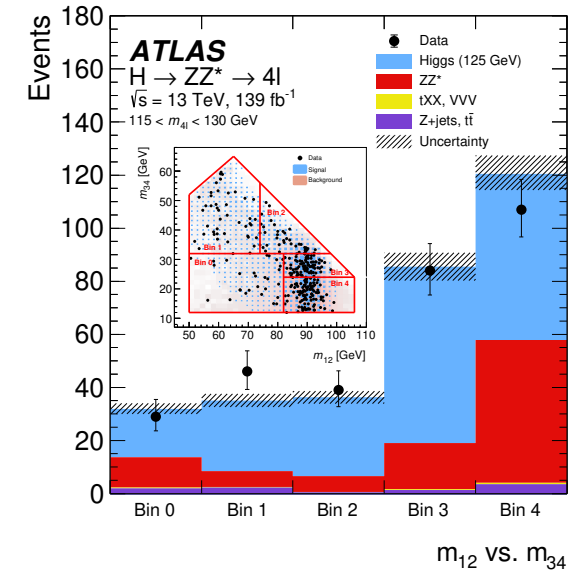 Events
180
160
140
120
100
80
60
40
20
0
ATLAS
H → ZZ* → 4l
√s = 13 TeV, 139 fb⁻¹
115 < m₄ₗ < 130 GeV
Data
Higgs (125 GeV)
ZZ*
tXX, VVV
Z+jets, tt̄
Uncertainty
m₃₄ [GeV]
60
50
40
30
20
10
Data
Signal
Background
Bin 2
Bin 1
Bin 0
Bin 3
Bin 4
50 60 70 80 90 100 110
m₁₂ [GeV]
Bin 0 Bin 1 Bin 2 Bin 3 Bin 4
m₁₂ vs. m₃₄